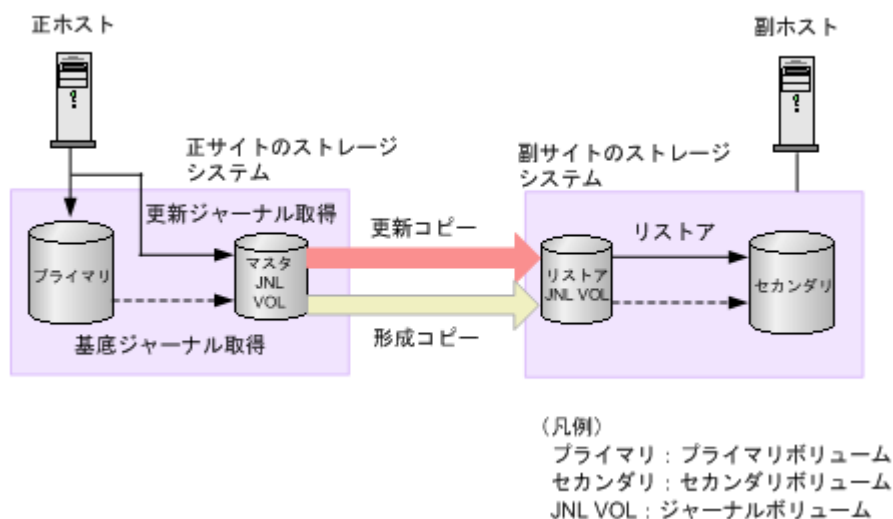 正ホスト
副ホスト
正サイトのストレージ
システム
副サイトのストレージ
システム
更新ジャーナル取得
更新コピー
リストア
プライマリ
マスタ
JNL
VOL
リストア
JNL VOL
セカンダリ
基底ジャーナル取得
形成コピー
（凡例）
プライマリ：プライマリボリューム
セカンダリ：セカンダリボリューム
JNL VOL：ジャーナルボリューム